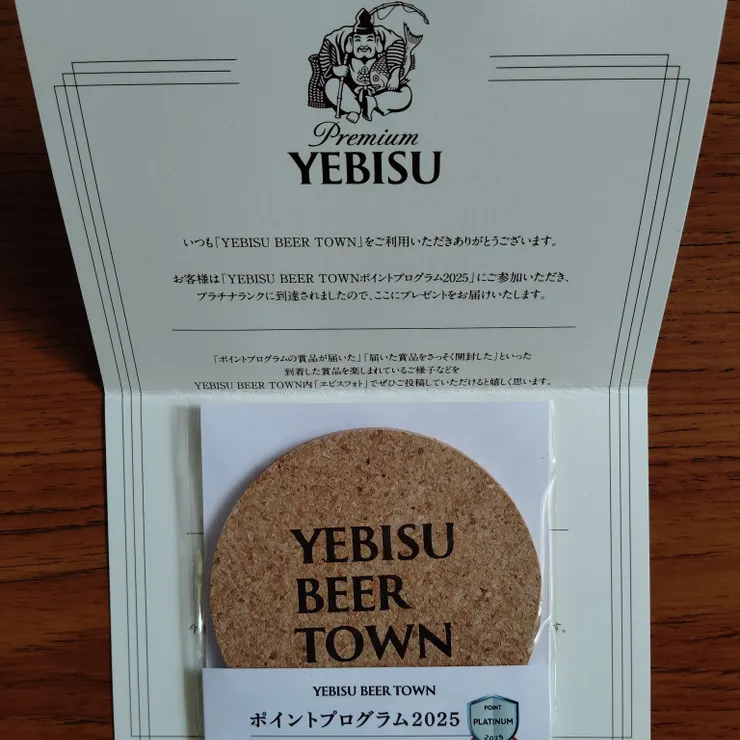 Premium
YEBISU
いつも「YEBISU BEER TOWN」をご利用いただきありがとうございます。
お客様は「YEBISU BEER TOWNポイントプログラム2025」にご参加いただき、
プラチナランクに到達されましたので、ここにプレゼントをお届けいたします。
「ポイントプログラムの賞品が届いた」「届いた賞品をさっそく開封した」といった
到着した賞品を楽しまれているご様子などを
YEBISU BEER TOWN内「ヱビスフォト」でぜひご投稿していただけると嬉しく思います。
YEBISU
BEER
TOWN
す。
YEBISU BEER TOWN
ポイントプログラム2025
POINT
PLATINUM
2025